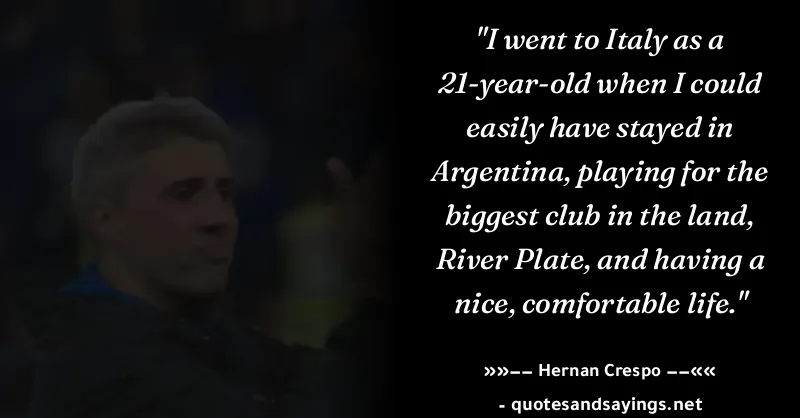 "I went to Italy as a
21-year-old when I could
easily have stayed in
Argentina, playing for the
biggest club in the land,
River Plate, and having a
nice, comfortable life."
»»−− Hernan Crespo −−««
- quotesandsayings.net